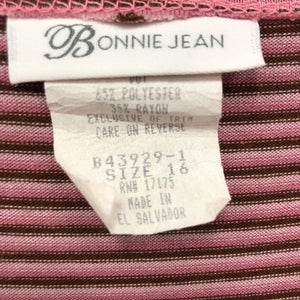 BONNIE JEAN
65% POLYESTER
35% RAYON
EXCLUSIVE OF TRIM
CARE ON REVERSE
B43929-1
SIZE 16
RN# 17175
MADE IN
EL SALVADOR